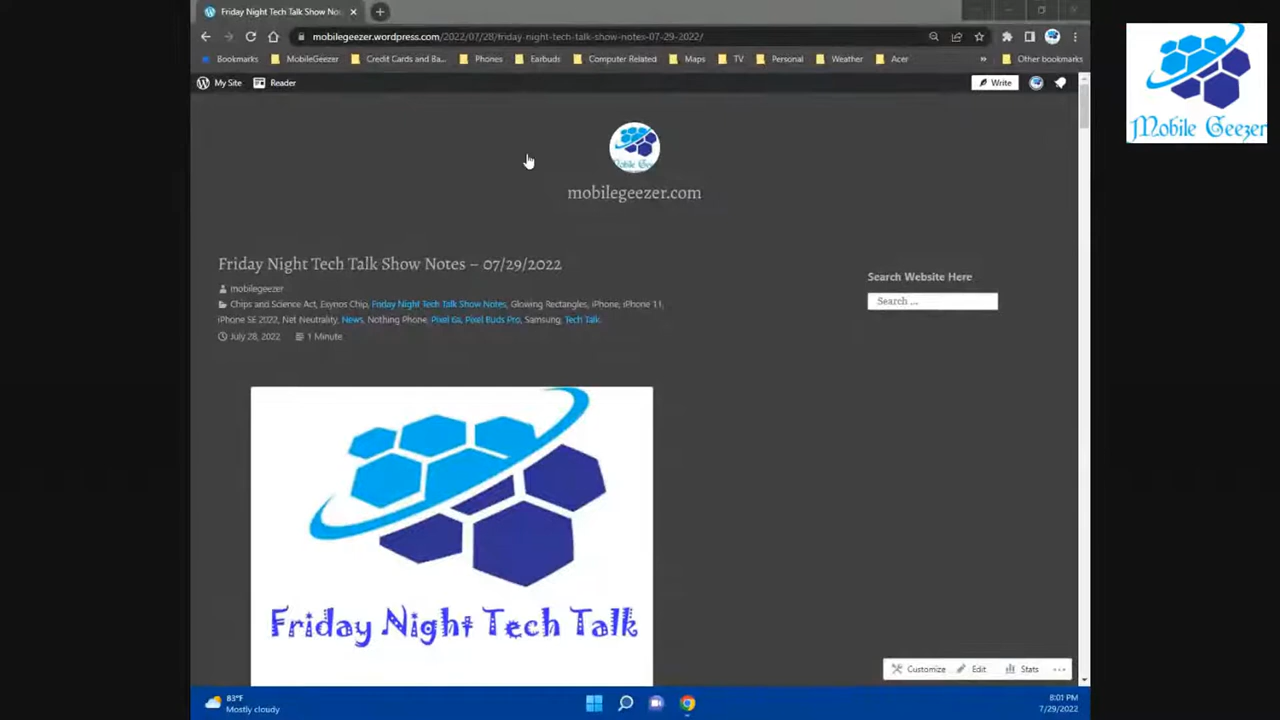 Friday Night Tech Talk Show No
mobilegeezer.wordpress.com/2022/07/28/friday-night-tech-talk-show-notes-07-29-2022/
Bookmarks MobileGeezer Credit Cards and Ba... Phones Earbuds Computer Related Maps TV Personal Weather Acer » Other bookmarks
My Site Reader Write
Mobile Geezer
mobilegeezer.com
Friday Night Tech Talk Show Notes – 07/29/2022
mobilegeezer
Chips and Science Act, Esynos Chip, Friday Night Tech Talk Show Notes, Glowing Rectangles, iPhone, iPhone 11,
iPhone SE 2022, Net Neutrality, News, Nothing Phone, Pixel 6a, Pixel Buds Pro, Samsung, Tech Talk
July 28, 2022 1 Minute
Search Website Here
Search ...
Friday Night Tech Talk
Customize Edit Stats ...
83°F
Mostly cloudy
8:01 PM
7/29/2022